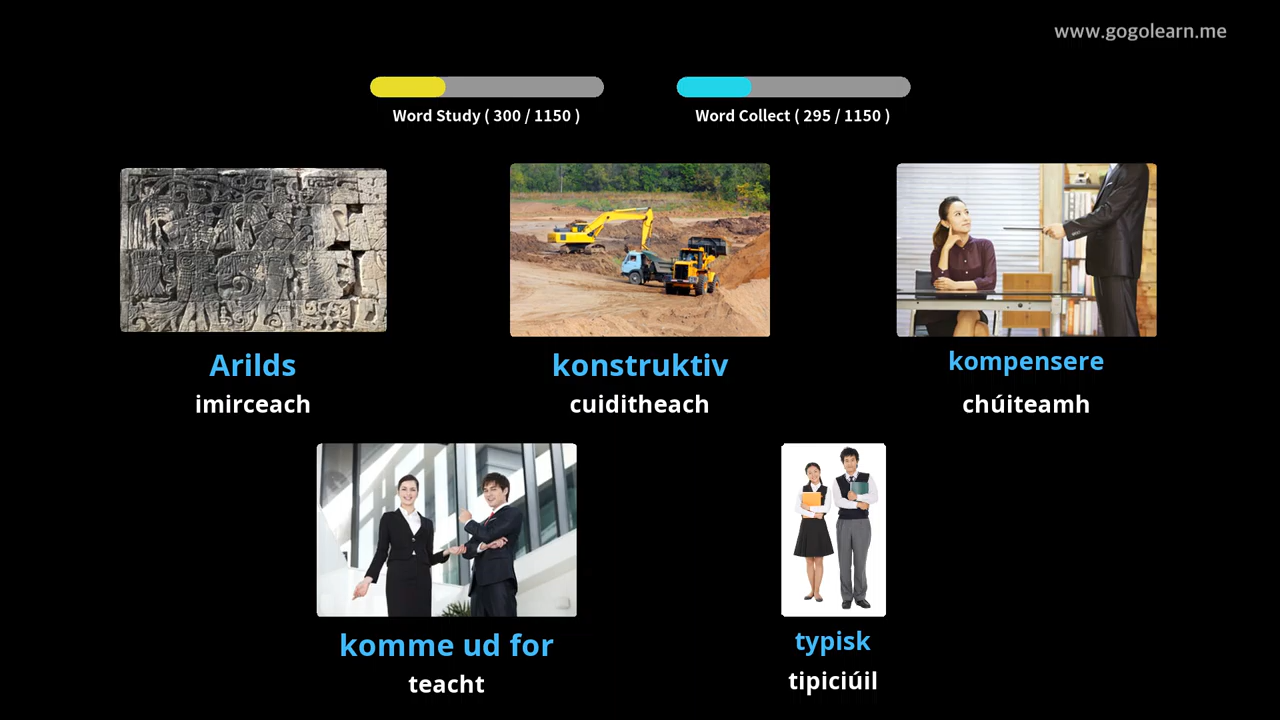 www.gogolearn.me
Word Study ( 300 / 1150 )
Word Collect ( 295 / 1150 )
Arilds
imirceach
konstruktiv
cuiditheach
kompensere
chúiteamh
komme ud for
teacht
typisk
tipiciúil